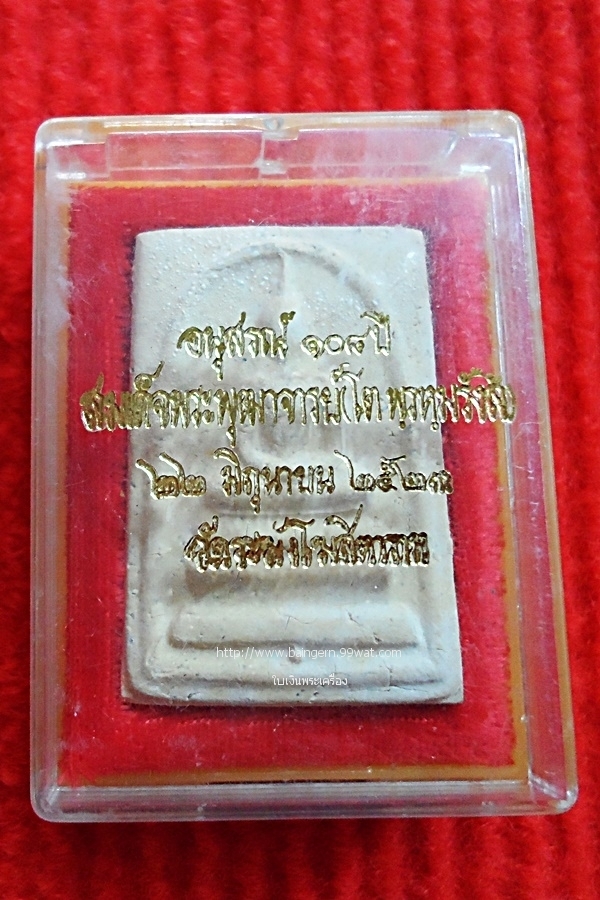 อนุสรณ์ ๑๐๘ ปี
สมเด็จพระพุฒาจารย์(โต พฺรหฺมรํสี)
๒๒ มิถุนายน ๒๕๒๓
วัดระฆังโฆสิตาราม
http://www.baingern.99wat.com
ใบเงินพระเครื่อง